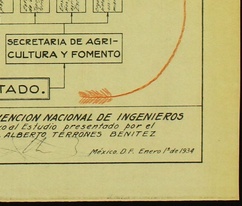 SECRETARIA DE AGRI-
CULTURA Y FOMENTO
TADO.
VENCION NACIONAL DE INGENIEROS
al Estudio presentado por el
ALBERTO TERRONES BENITEZ
México. D.F. Enero 1º de 1934